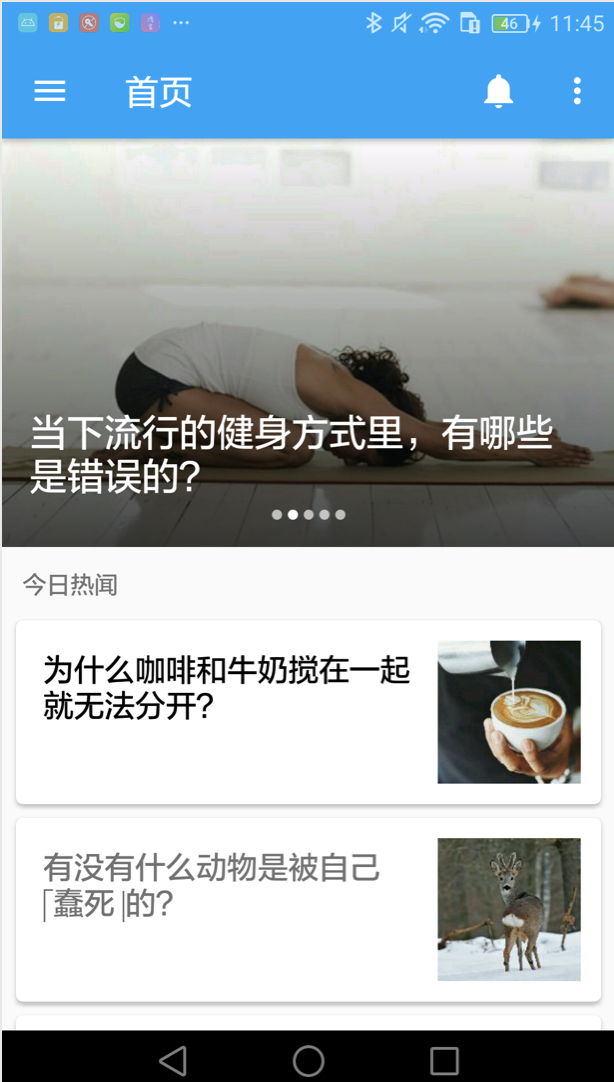 46 11:45
首页
当下流行的健身方式里，有哪些
是错误的?
今日热闻
为什么咖啡和牛奶搅在一起
就无法分开?
有没有什么动物是被自己
「蠢死」的?